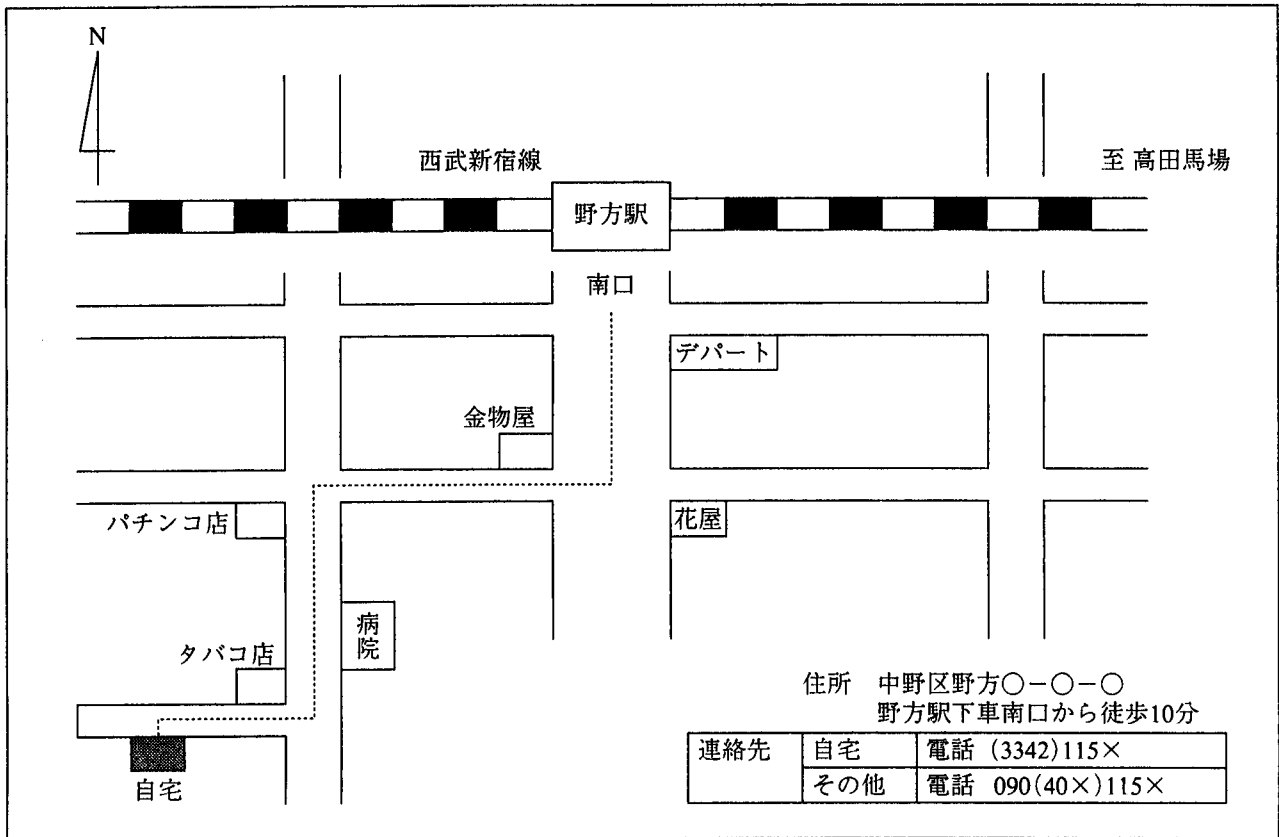 N
西武新宿線
至 高田馬場
野方駅
南口
デパート
金物屋
パチンコ店
花屋
病院
タバコ店
自宅
住所 中野区野方○-○-○
野方駅下車南口から徒歩10分
連絡先 自宅 電話 (3342)115×
その他 電話 090(40×)115×